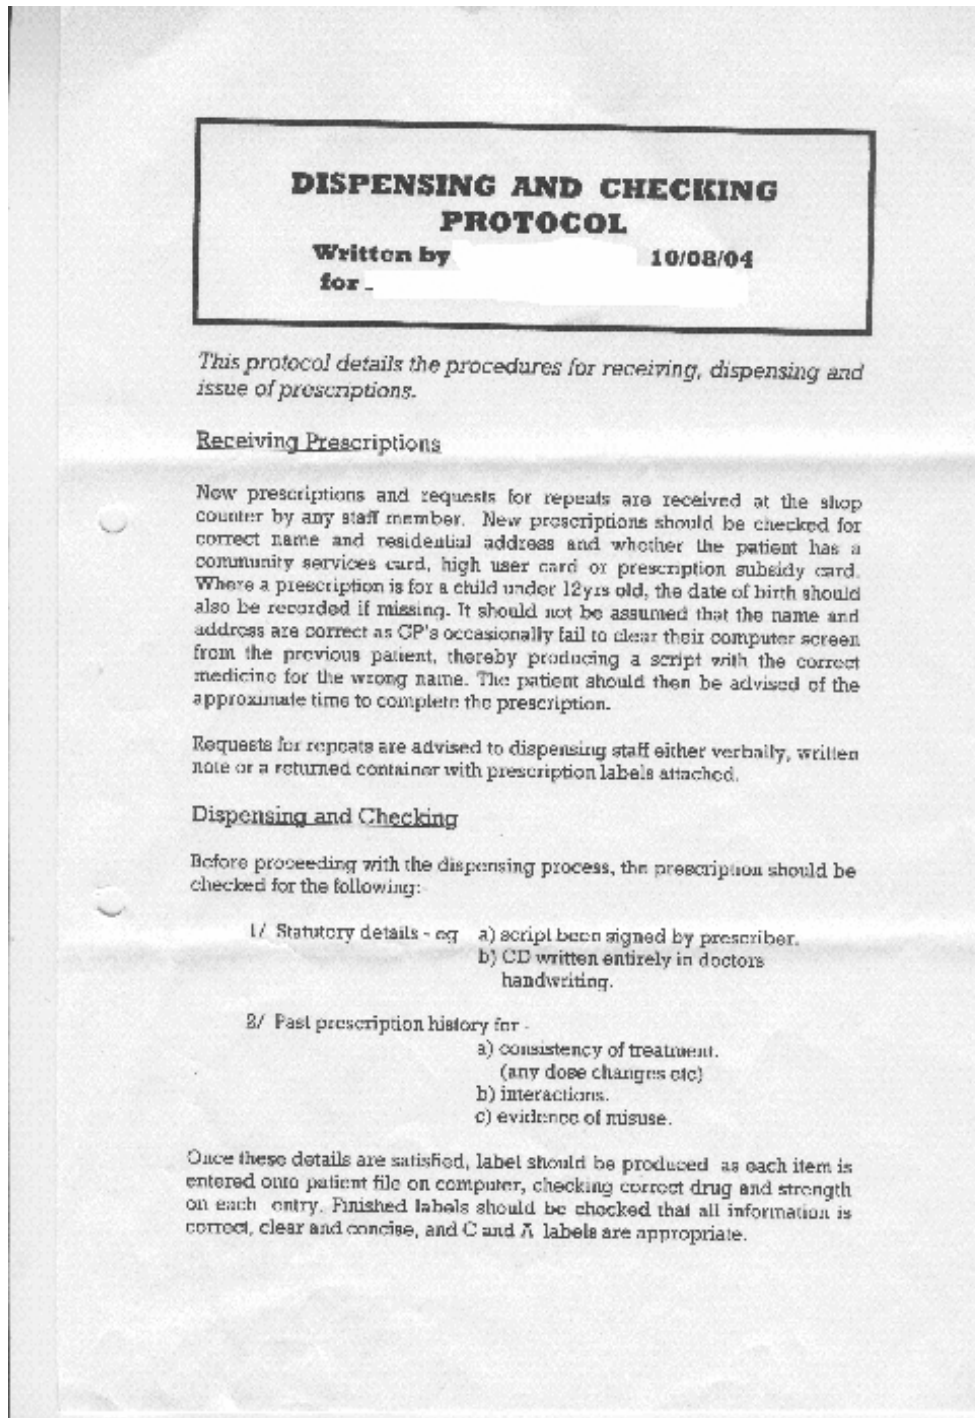 DISPENSING AND CHECKING
PROTOCOL
Written by 10/08/04
for -
This protocol details the procedures for receiving, dispensing and
issue of prescriptions.
Receiving Prescriptions
New prescriptions and requests for repeats are received at the shop
counter by any staff member. New prescriptions should be checked for
correct name and residential address and whether the patient has a
community services card, high user card or prescription subsidy card.
Where a prescription is for a child under 12yrs old, the date of birth should
also be recorded if missing. It should not be assumed that the name and
address are correct as GP's occasionally fail to clear their computer screen
from the previous patient, thereby producing a script with the correct
medicine for the wrong name. The patient should then be advised of the
approximate time to complete the prescription.
Requests for repeats are advised to dispensing staff either verbally, written
note or a returned container with prescription labels attached.
Dispensing and Checking
Before proceeding with the dispensing process, the prescription should be
checked for the following:-
1/ Statutory details - eg a) script been signed by prescriber.
b) CD written entirely in doctors
handwriting.
2/ Past prescription history for -
a) consistency of treatment.
(any dose changes etc)
b) interactions.
c) evidence of misuse.
Once these details are satisfied, label should be produced as each item is
entered onto patient file on computer, checking correct drug and strength
on each entry. Finished labels should be checked that all information is
correct, clear and concise, and C and A labels are appropriate.